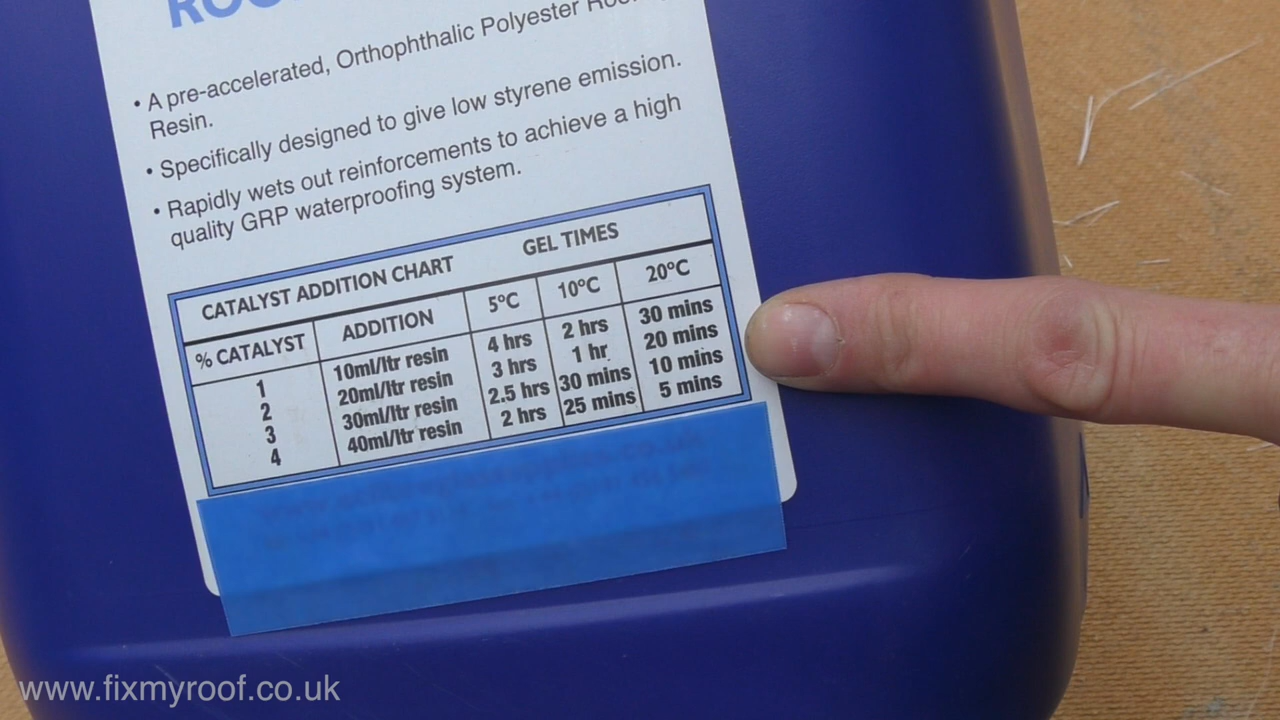 • A pre-accelerated, Orthophthalic Polyester
Resin.
• Specifically designed to give low styrene emission.
• Rapidly wets out reinforcements to achieve a high
quality GRP waterproofing system.
CATALYST ADDITION CHART GEL TIMES
% CATALYST ADDITION 5°C 10°C 20°C
1 10ml/ltr resin 4 hrs 2 hrs 30 mins
2 20ml/ltr resin 3 hrs 1 hr 20 mins
3 30ml/ltr resin 2.5 hrs 30 mins 10 mins
4 40ml/ltr resin 2 hrs 25 mins 5 mins
www.fixmyroof.co.uk